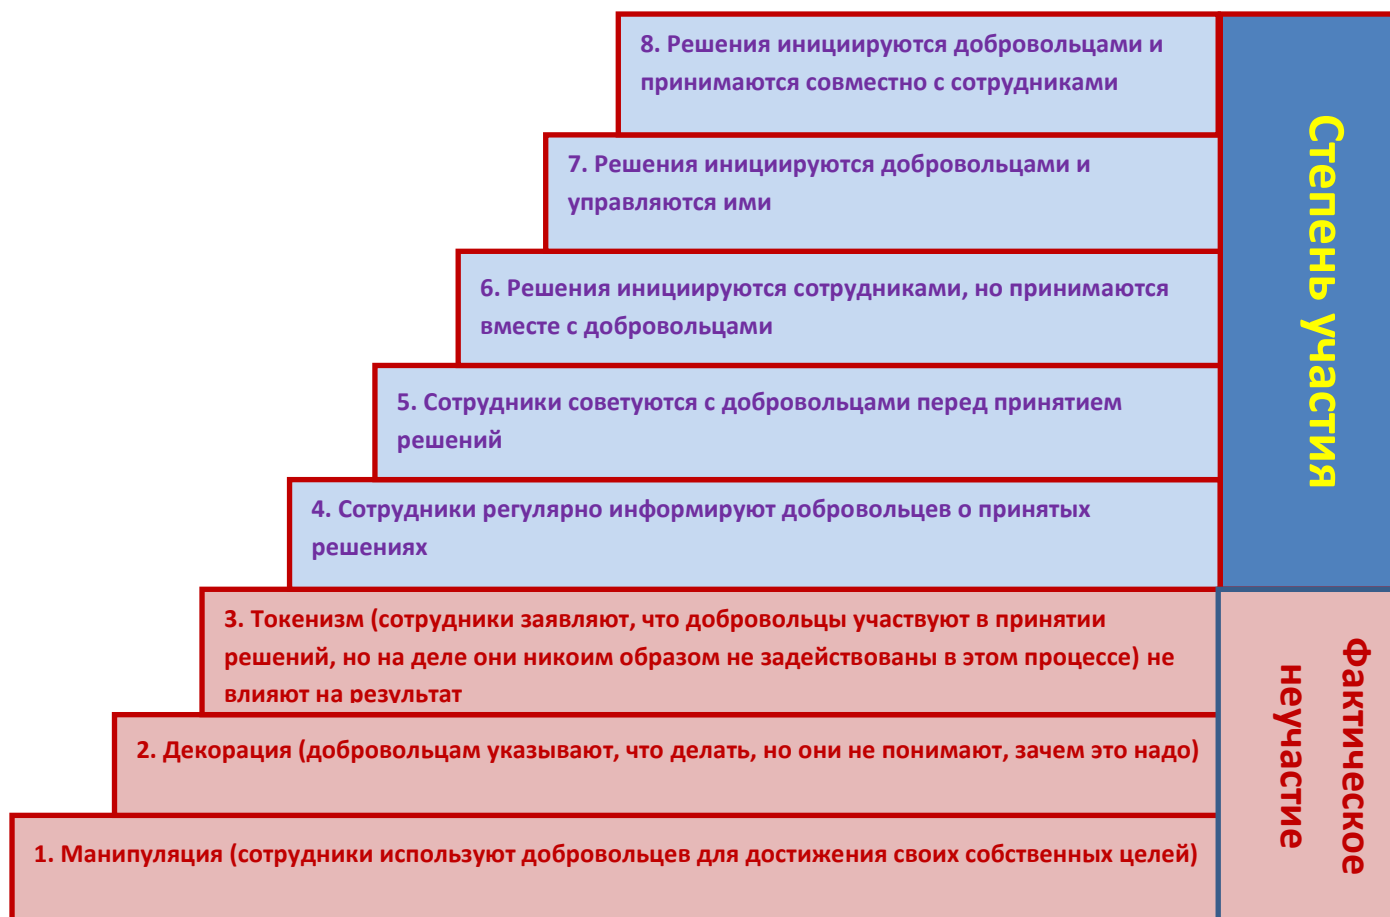 8. Решения инициируются добровольцами и
принимаются совместно с сотрудниками
7. Решения инициируются добровольцами и
управляются ими
6. Решения инициируются сотрудниками, но принимаются
вместе с добровольцами
5. Сотрудники советуются с добровольцами перед принятием
решений
4. Сотрудники регулярно информируют добровольцев о принятых
решениях
Степень участия
3. Токенизм (сотрудники заявляют, что добровольцы участвуют в принятии
решений, но на деле они никоим образом не задействованы в этом процессе) не
влияют на результат
2. Декорация (добровольцам указывают, что делать, но они не понимают, зачем это надо)
1. Манипуляция (сотрудники используют добровольцев для достижения своих собственных целей)
Фактическое
неучастие